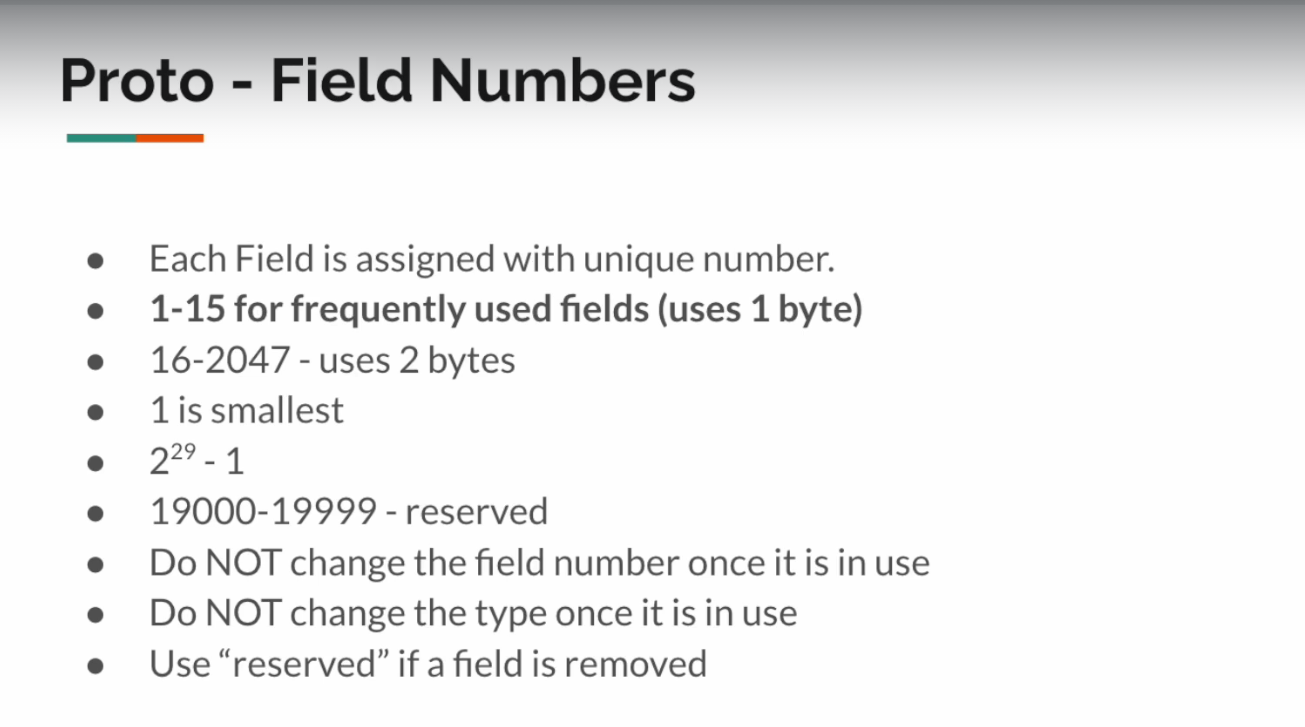 Proto - Field Numbers
● Each Field is assigned with unique number.
● 1-15 for frequently used fields (uses 1 byte)
● 16-2047 - uses 2 bytes
● 1 is smallest
● 2²⁹ - 1
● 19000-19999 - reserved
● Do NOT change the field number once it is in use
● Do NOT change the type once it is in use
● Use “reserved” if a field is removed